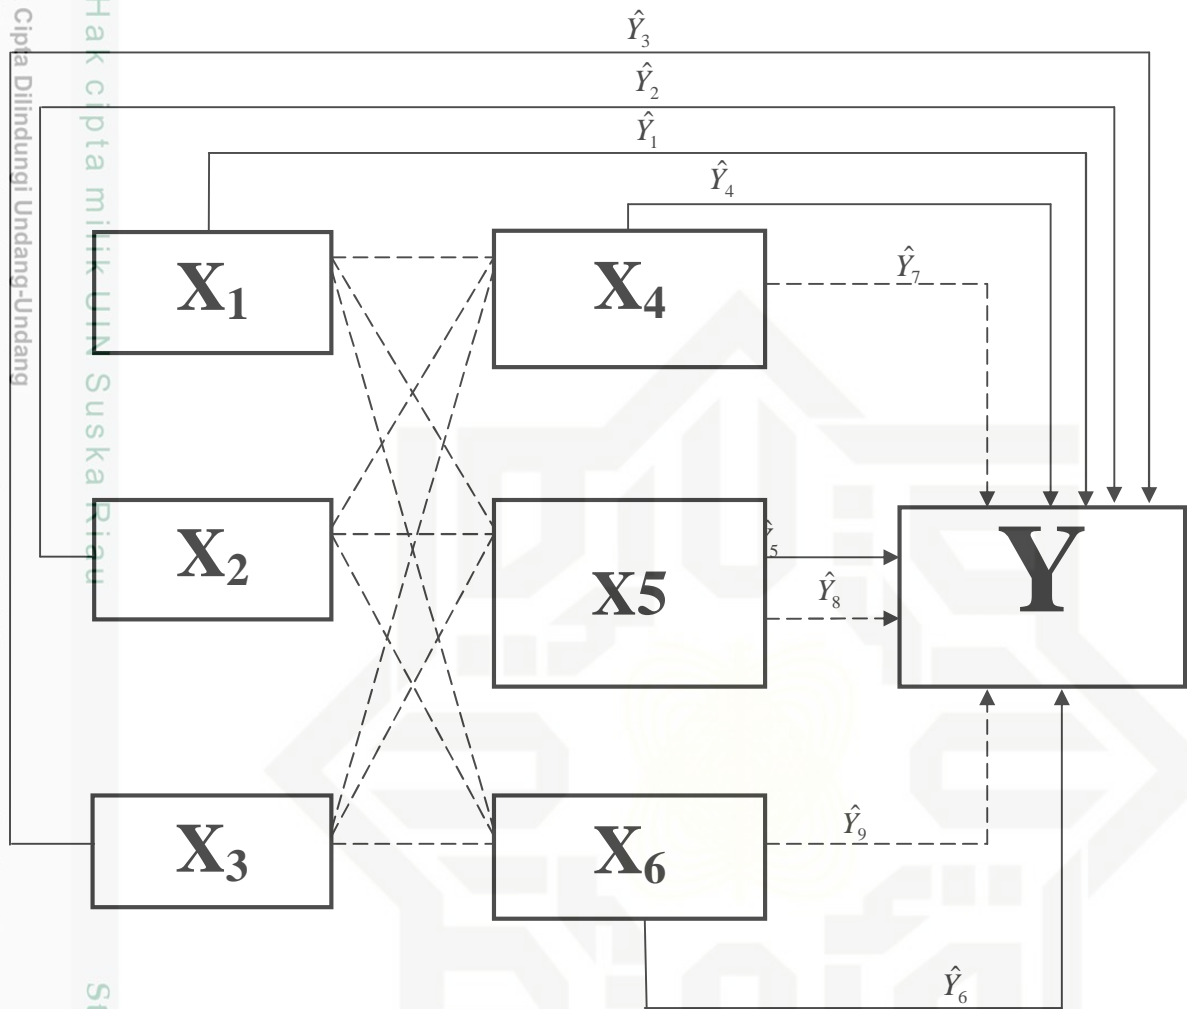 Cipta Dilindungi Undang-Undang
Hak cipta milik UIN Suska Riau
Ŷ3
Ŷ2
Ŷ1
Ŷ4
X1
X4
Ŷ7
X2
X5
Ŷ8
Y
X3
X6
Ŷ9
Ŷ6